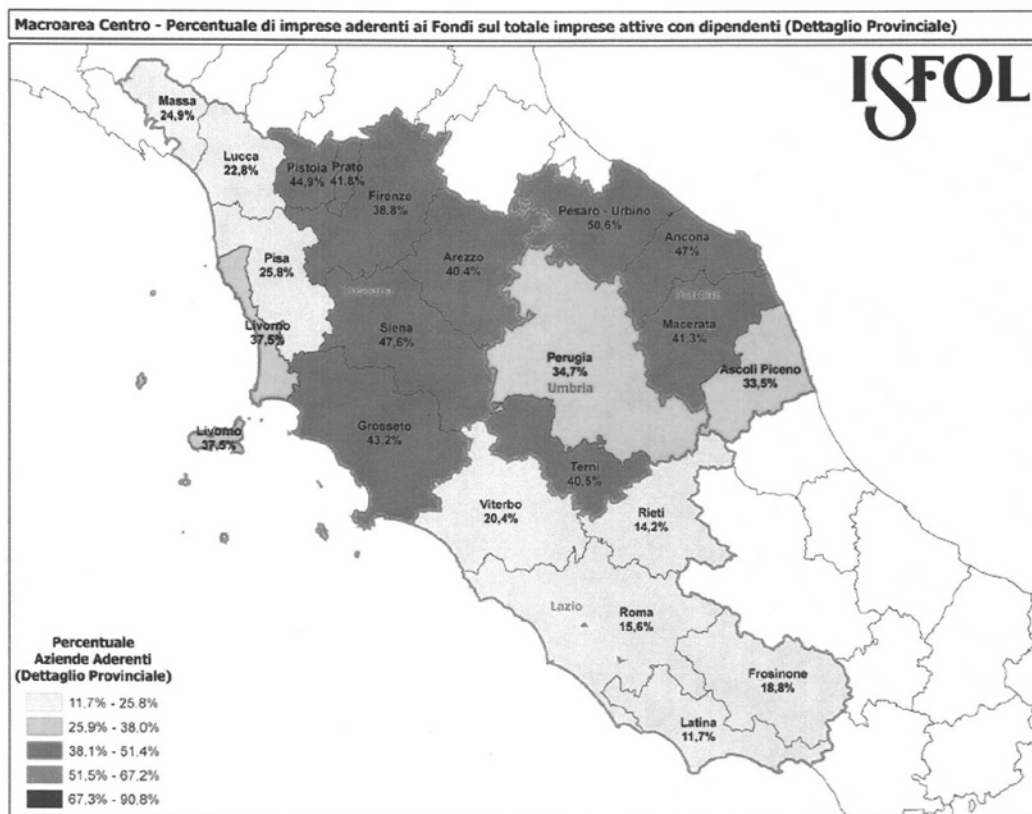 Macroarea Centro - Percentuale di imprese aderenti ai Fondi sul totale imprese attive con dipendenti (Dettaglio Provinciale)
ISFOL
Massa
24,9%
Lucca
22,8%
Pistoia
44,9%
Prato
41,8%
Firenze
38,8%
Pesaro - Urbino
50,6%
Ancona
47%
Arezzo
40,4%
Pisa
25,8%
Toscana
Marche
Macerata
41,3%
Livorno
37,5%
Siena
47,6%
Perugia
34,7%
Umbria
Ascoli Piceno
33,5%
Livorno
37,5%
Grosseto
43,2%
Terni
40,5%
Viterbo
20,4%
Rieti
14,2%
Lazio
Roma
15,6%
Frosinone
18,8%
Latina
11,7%
Percentuale
Aziende Aderenti
(Dettaglio Provinciale)
11,7% - 25.8%
25.9% - 38.0%
38.1% - 51.4%
51.5% - 67.2%
67.3% - 90.8%